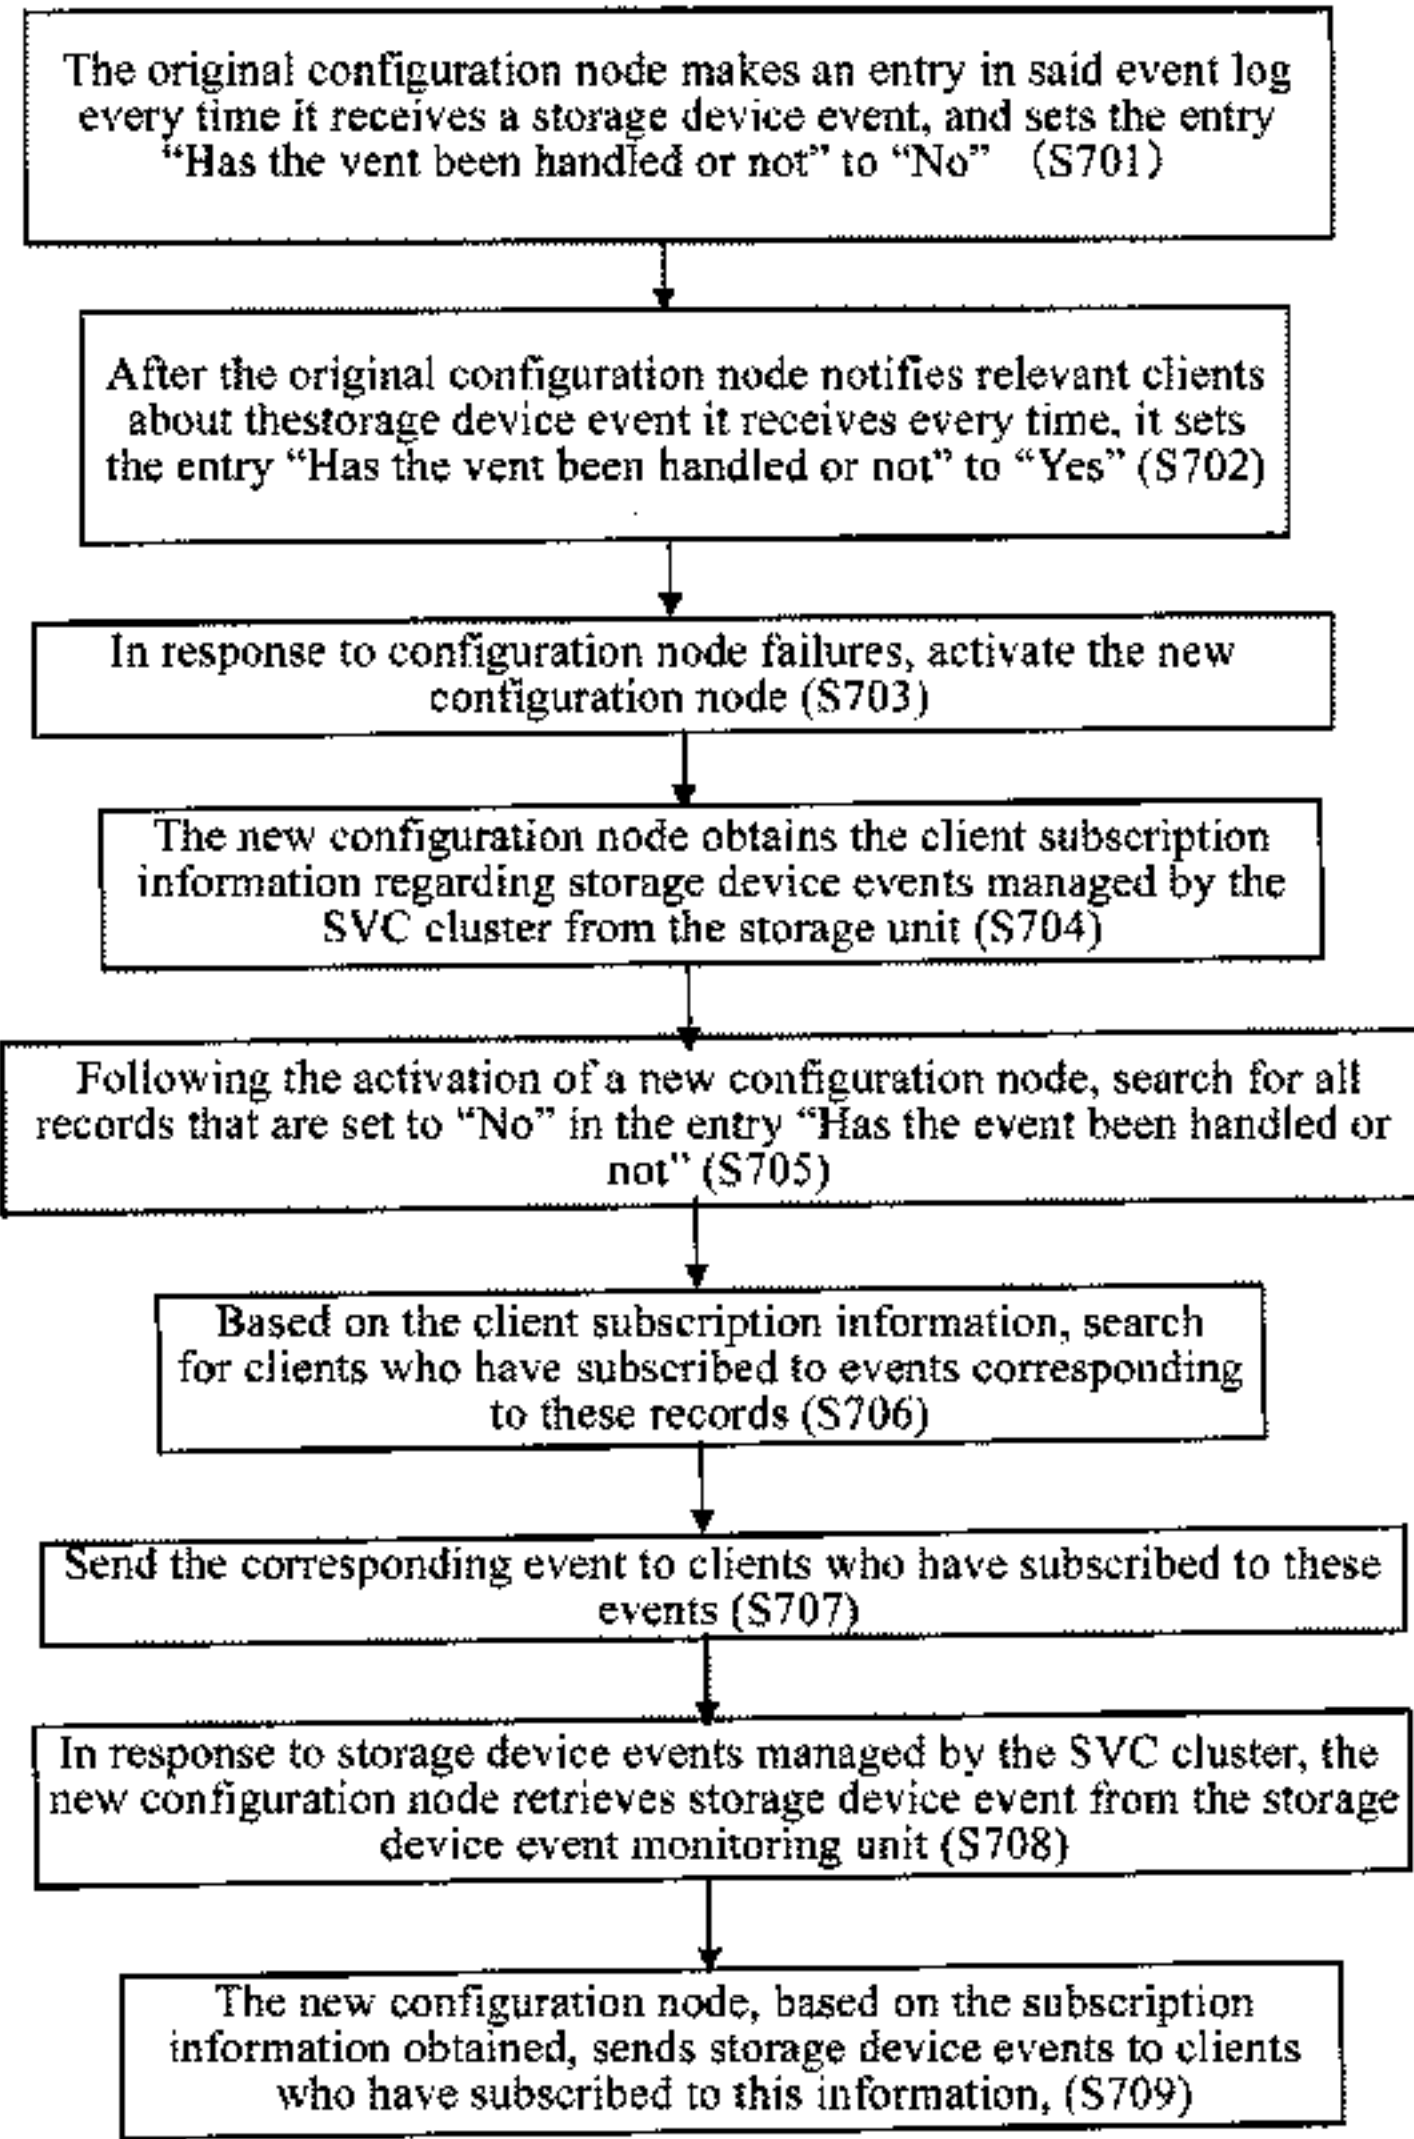 The original configuration node makes an entry in said event log
every time it receives a storage device event, and sets the entry
“Has the vent been handled or not” to “No” (S701)
After the original configuration node notifies relevant clients
about thestorage device event it receives every time, it sets
the entry “Has the vent been handled or not” to “Yes” (S702)
In response to configuration node failures, activate the new
configuration node (S703)
The new configuration node obtains the client subscription
information regarding storage device events managed by the
SVC cluster from the storage unit (S704)
Following the activation of a new configuration node, search for all
records that are set to “No” in the entry “Has the event been handled or
not” (S705)
Based on the client subscription information, search
for clients who have subscribed to events corresponding
to these records (S706)
Send the corresponding event to clients who have subscribed to these
events (S707)
In response to storage device events managed by the SVC cluster, the
new configuration node retrieves storage device event from the storage
device event monitoring unit (S708)
The new configuration node, based on the subscription
information obtained, sends storage device events to clients
who have subscribed to this information, (S709)